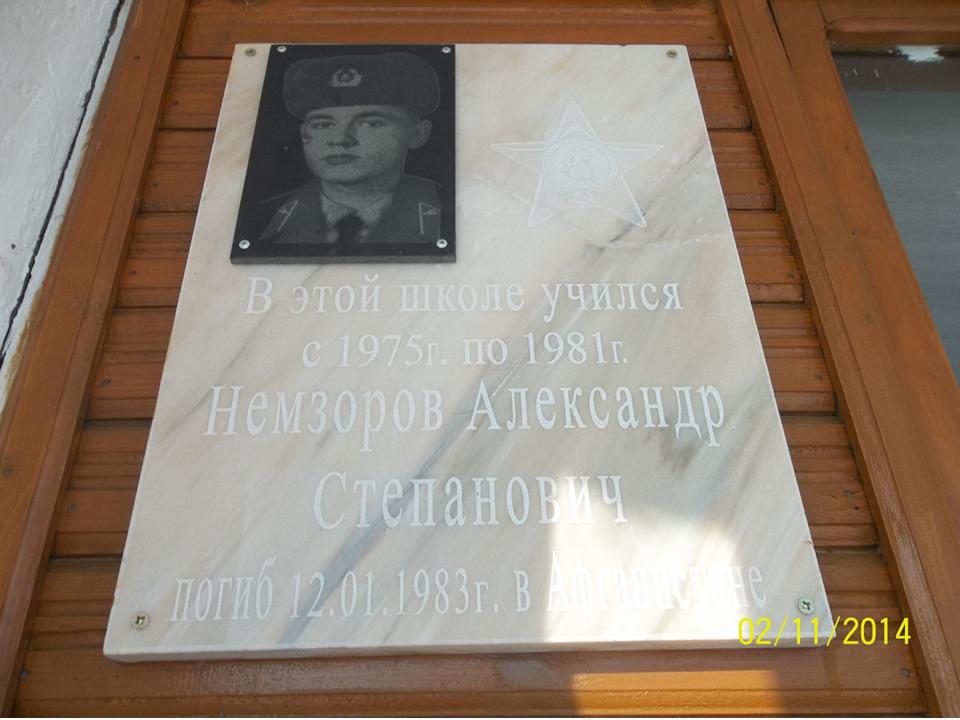 В этой школе учился
с 1975г. по 1981г.
Немзоров Александр
Степанович
погиб 12.01.1983г. в Афганистане
02/11/2014